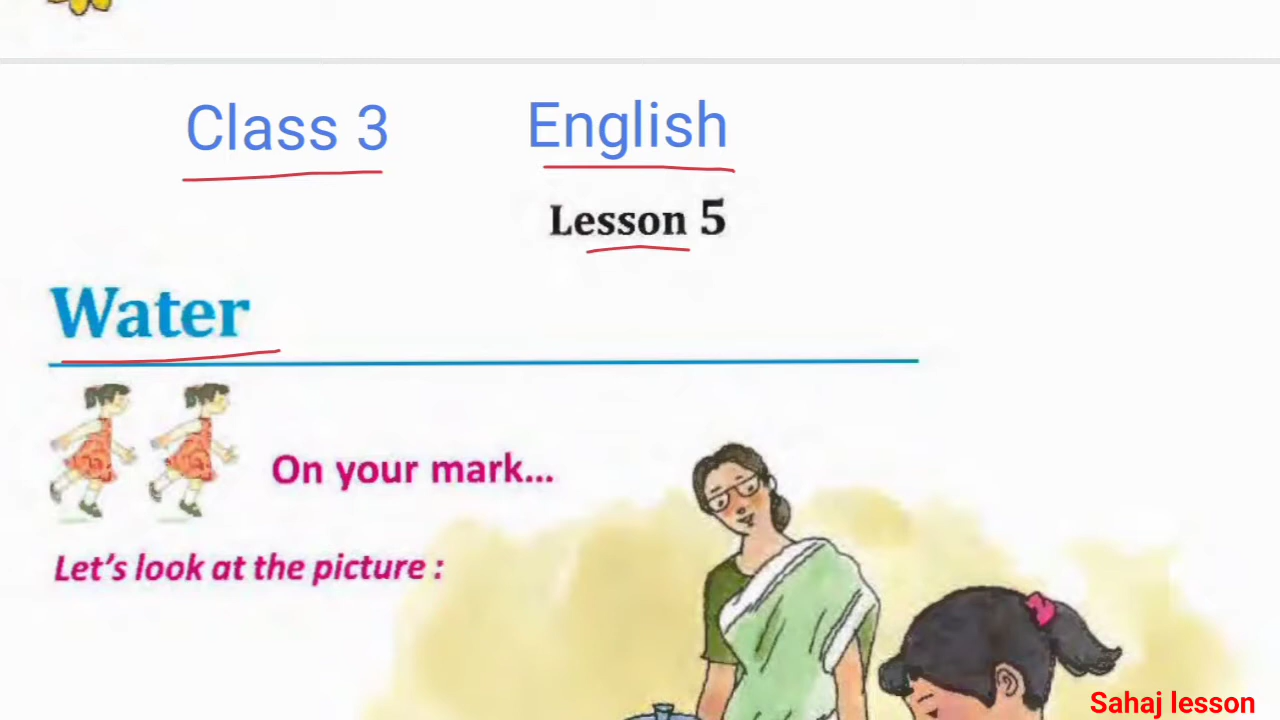 Class 3 English
Lesson 5
Water
On your mark...
Let's look at the picture :
Sahaj lesson